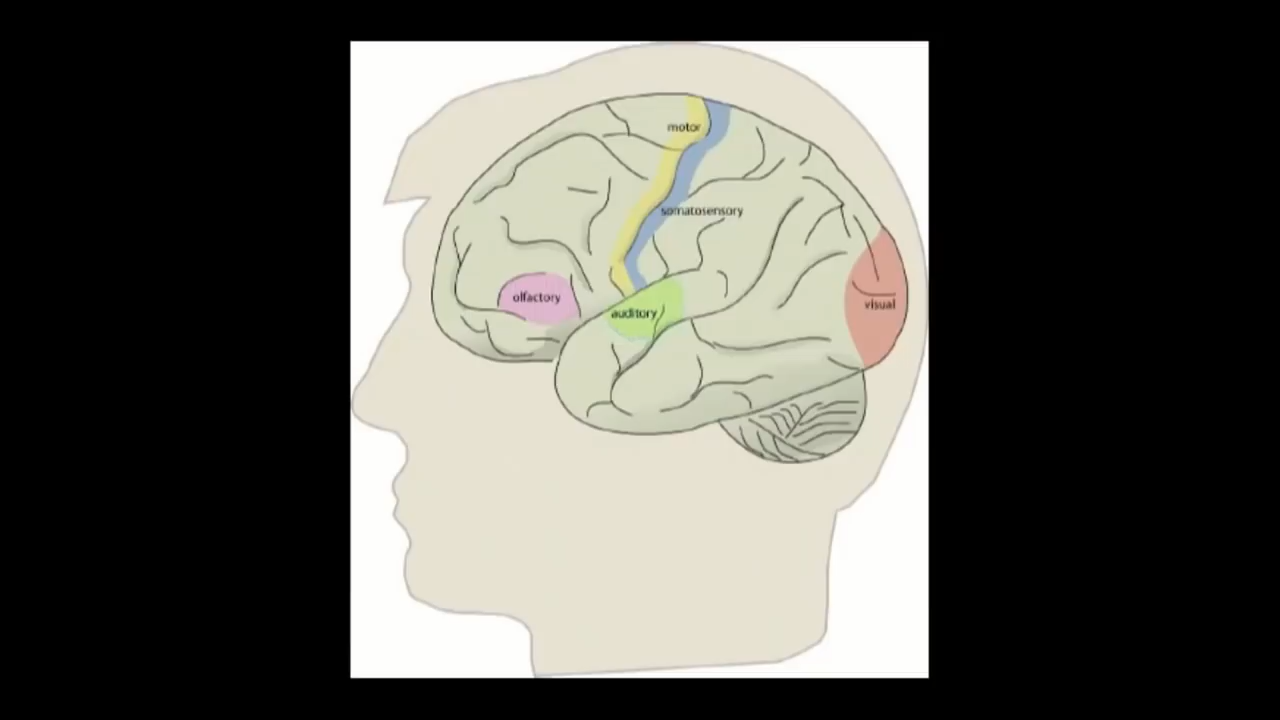 motor
somatosensory
olfactory
auditory
visual